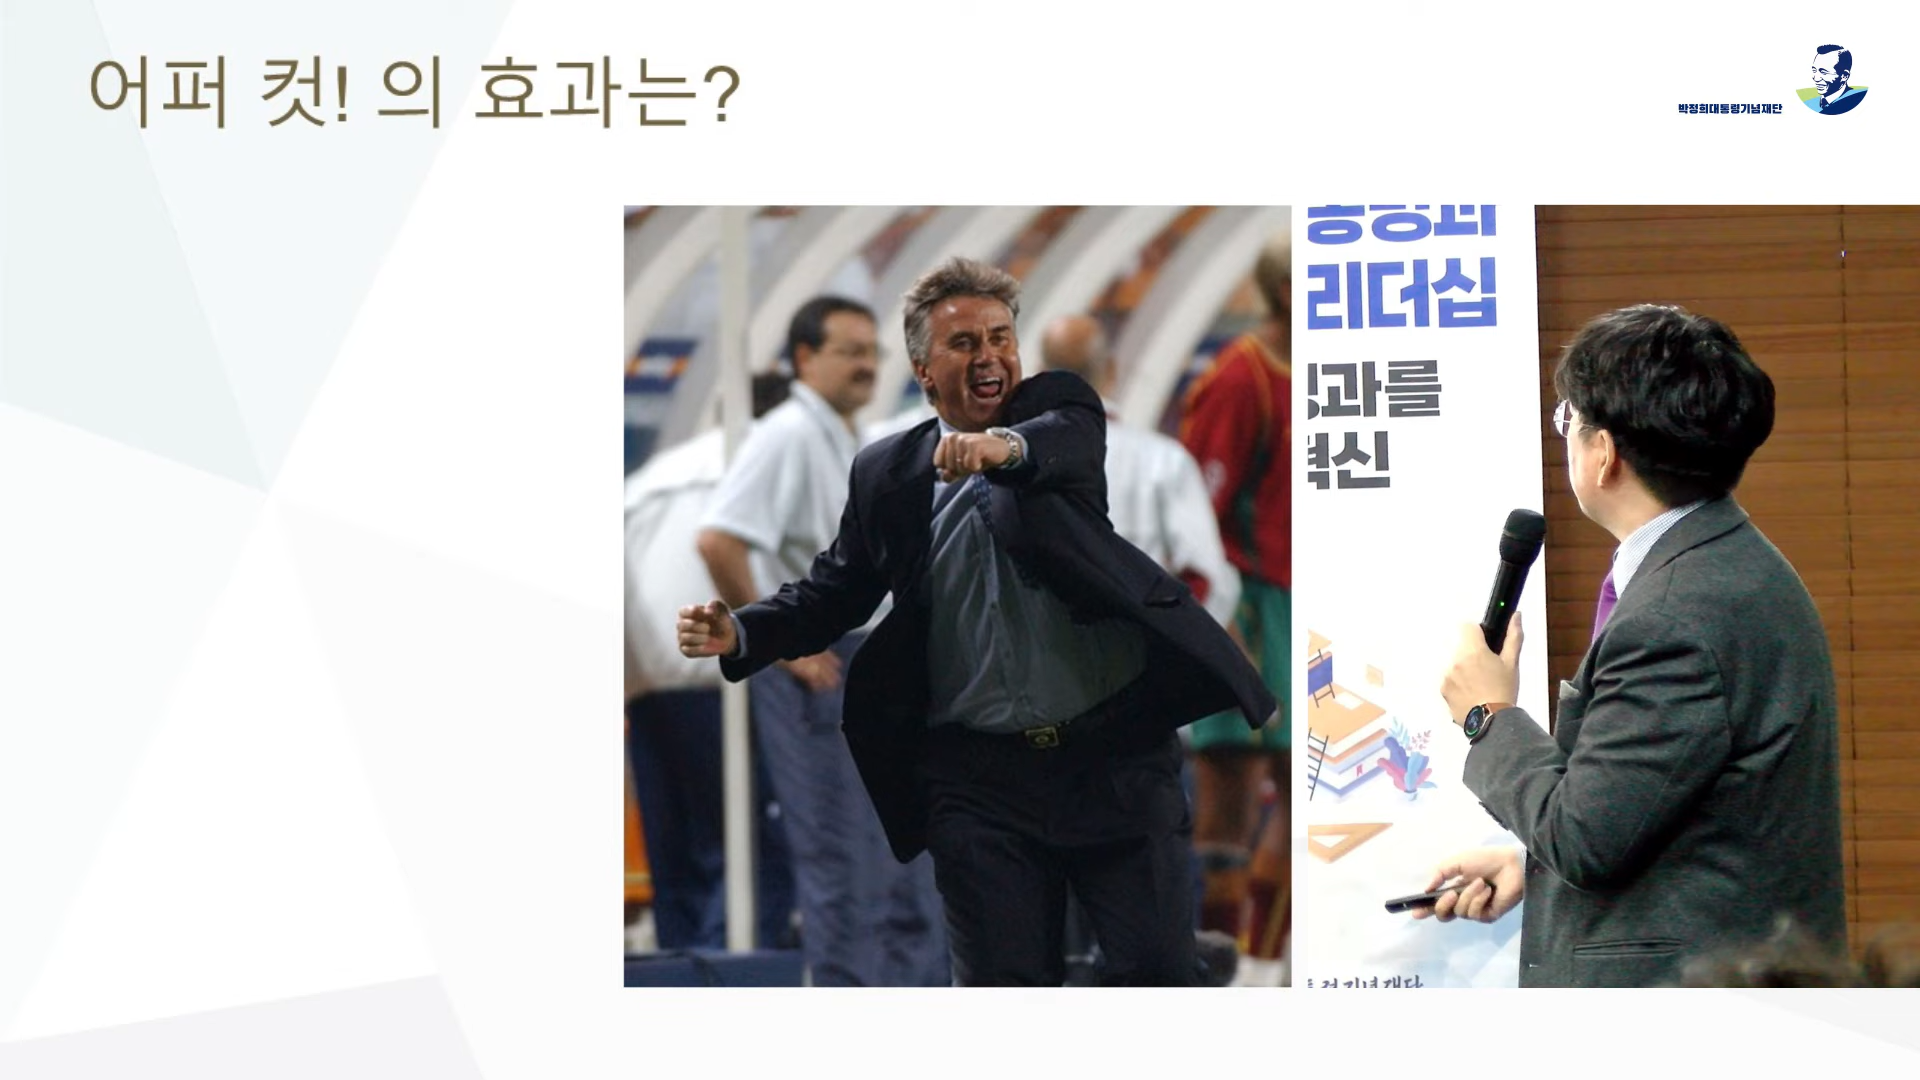 어퍼 컷! 의 효과는?
박정희대통령기념재단
리더십
과를
신